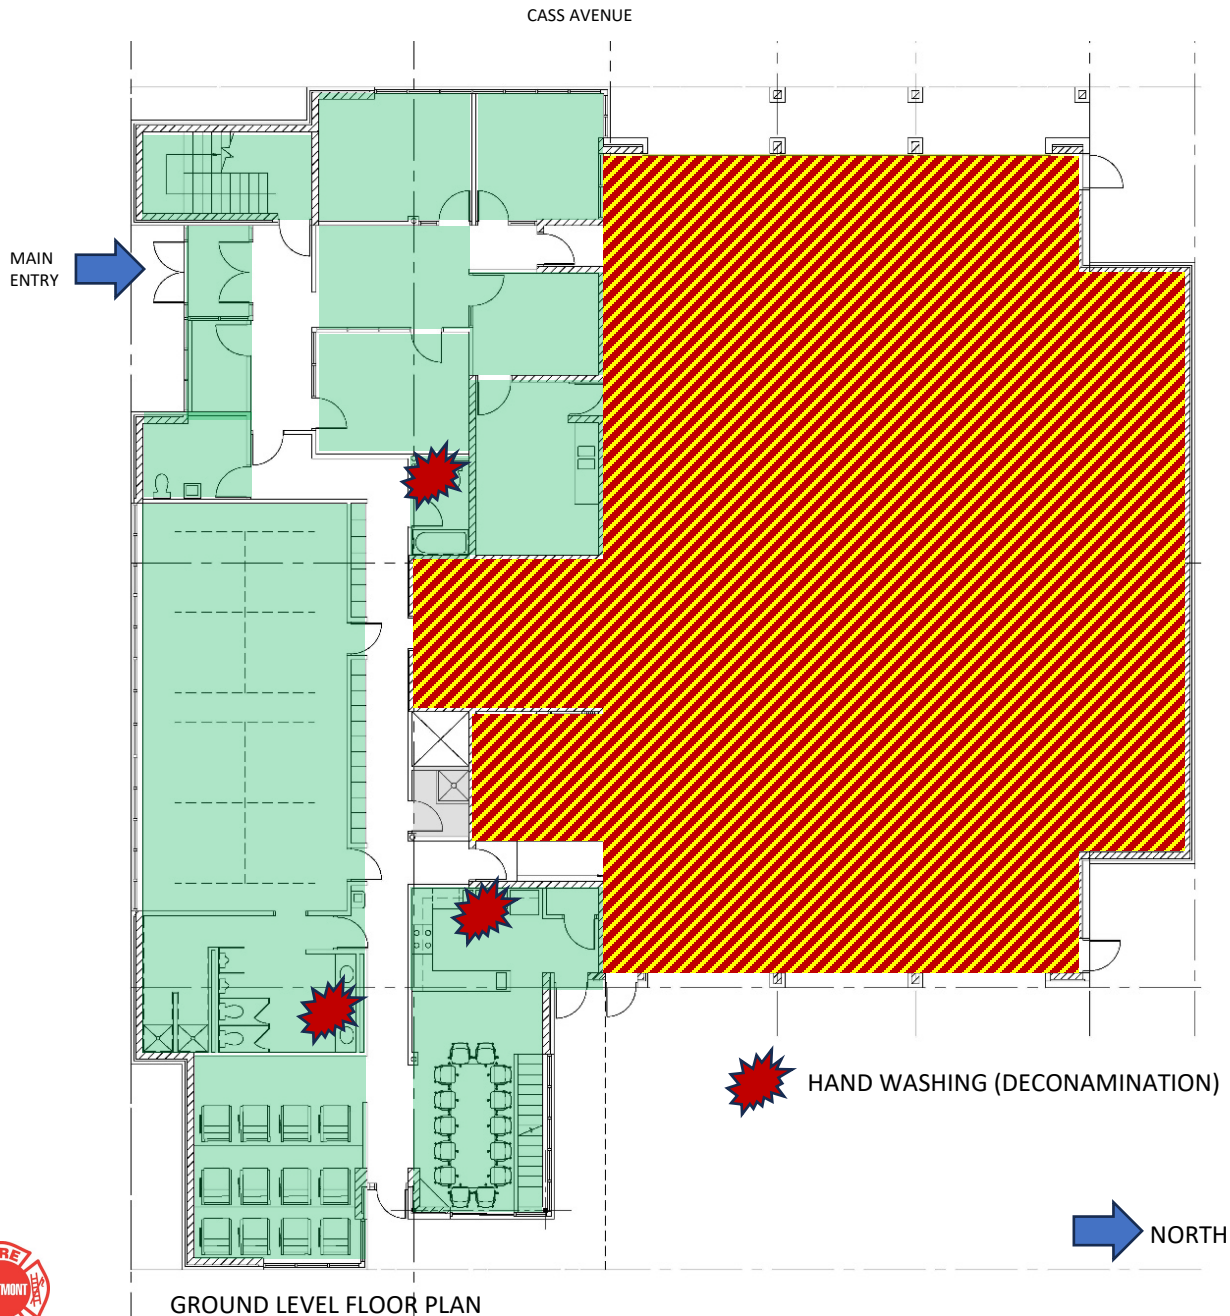 CASS AVENUE
MAIN
ENTRY
HAND WASHING (DECONAMINATION)
NORTH
GROUND LEVEL FLOOR PLAN